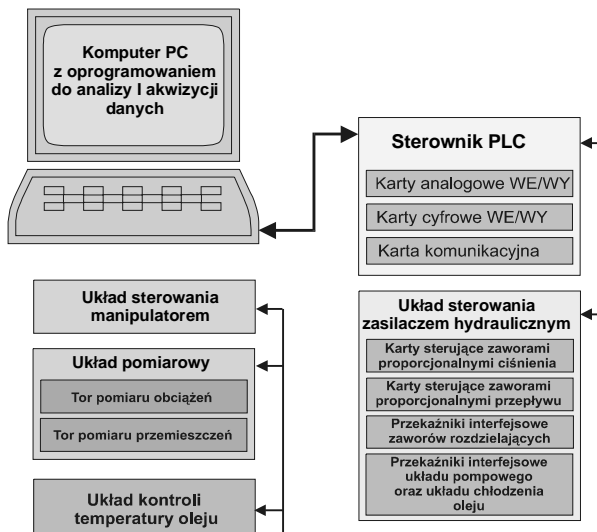 Komputer PC
z oprogramowaniem
do analizy I akwizycji
danych
Sterownik PLC
Karty analogowe WE/WY
Karty cyfrowe WE/WY
Karta komunikacyjna
Układ sterowania
manipulatorem
Układ pomiarowy
Tor pomiaru obciążeń
Tor pomiaru przemieszczeń
Układ kontroli
temperatury oleju
Układ sterowania
zasilaczem hydraulicznym
Karty sterujące zaworami
proporcjonalnymi ciśnienia
Karty sterujące zaworami
proporcjonalnymi przepływu
Przekaźniki interfejsowe
zaworów rozdzielających
Przekaźniki interfejsowe
układu pompowego
oraz układu chłodzenia
oleju